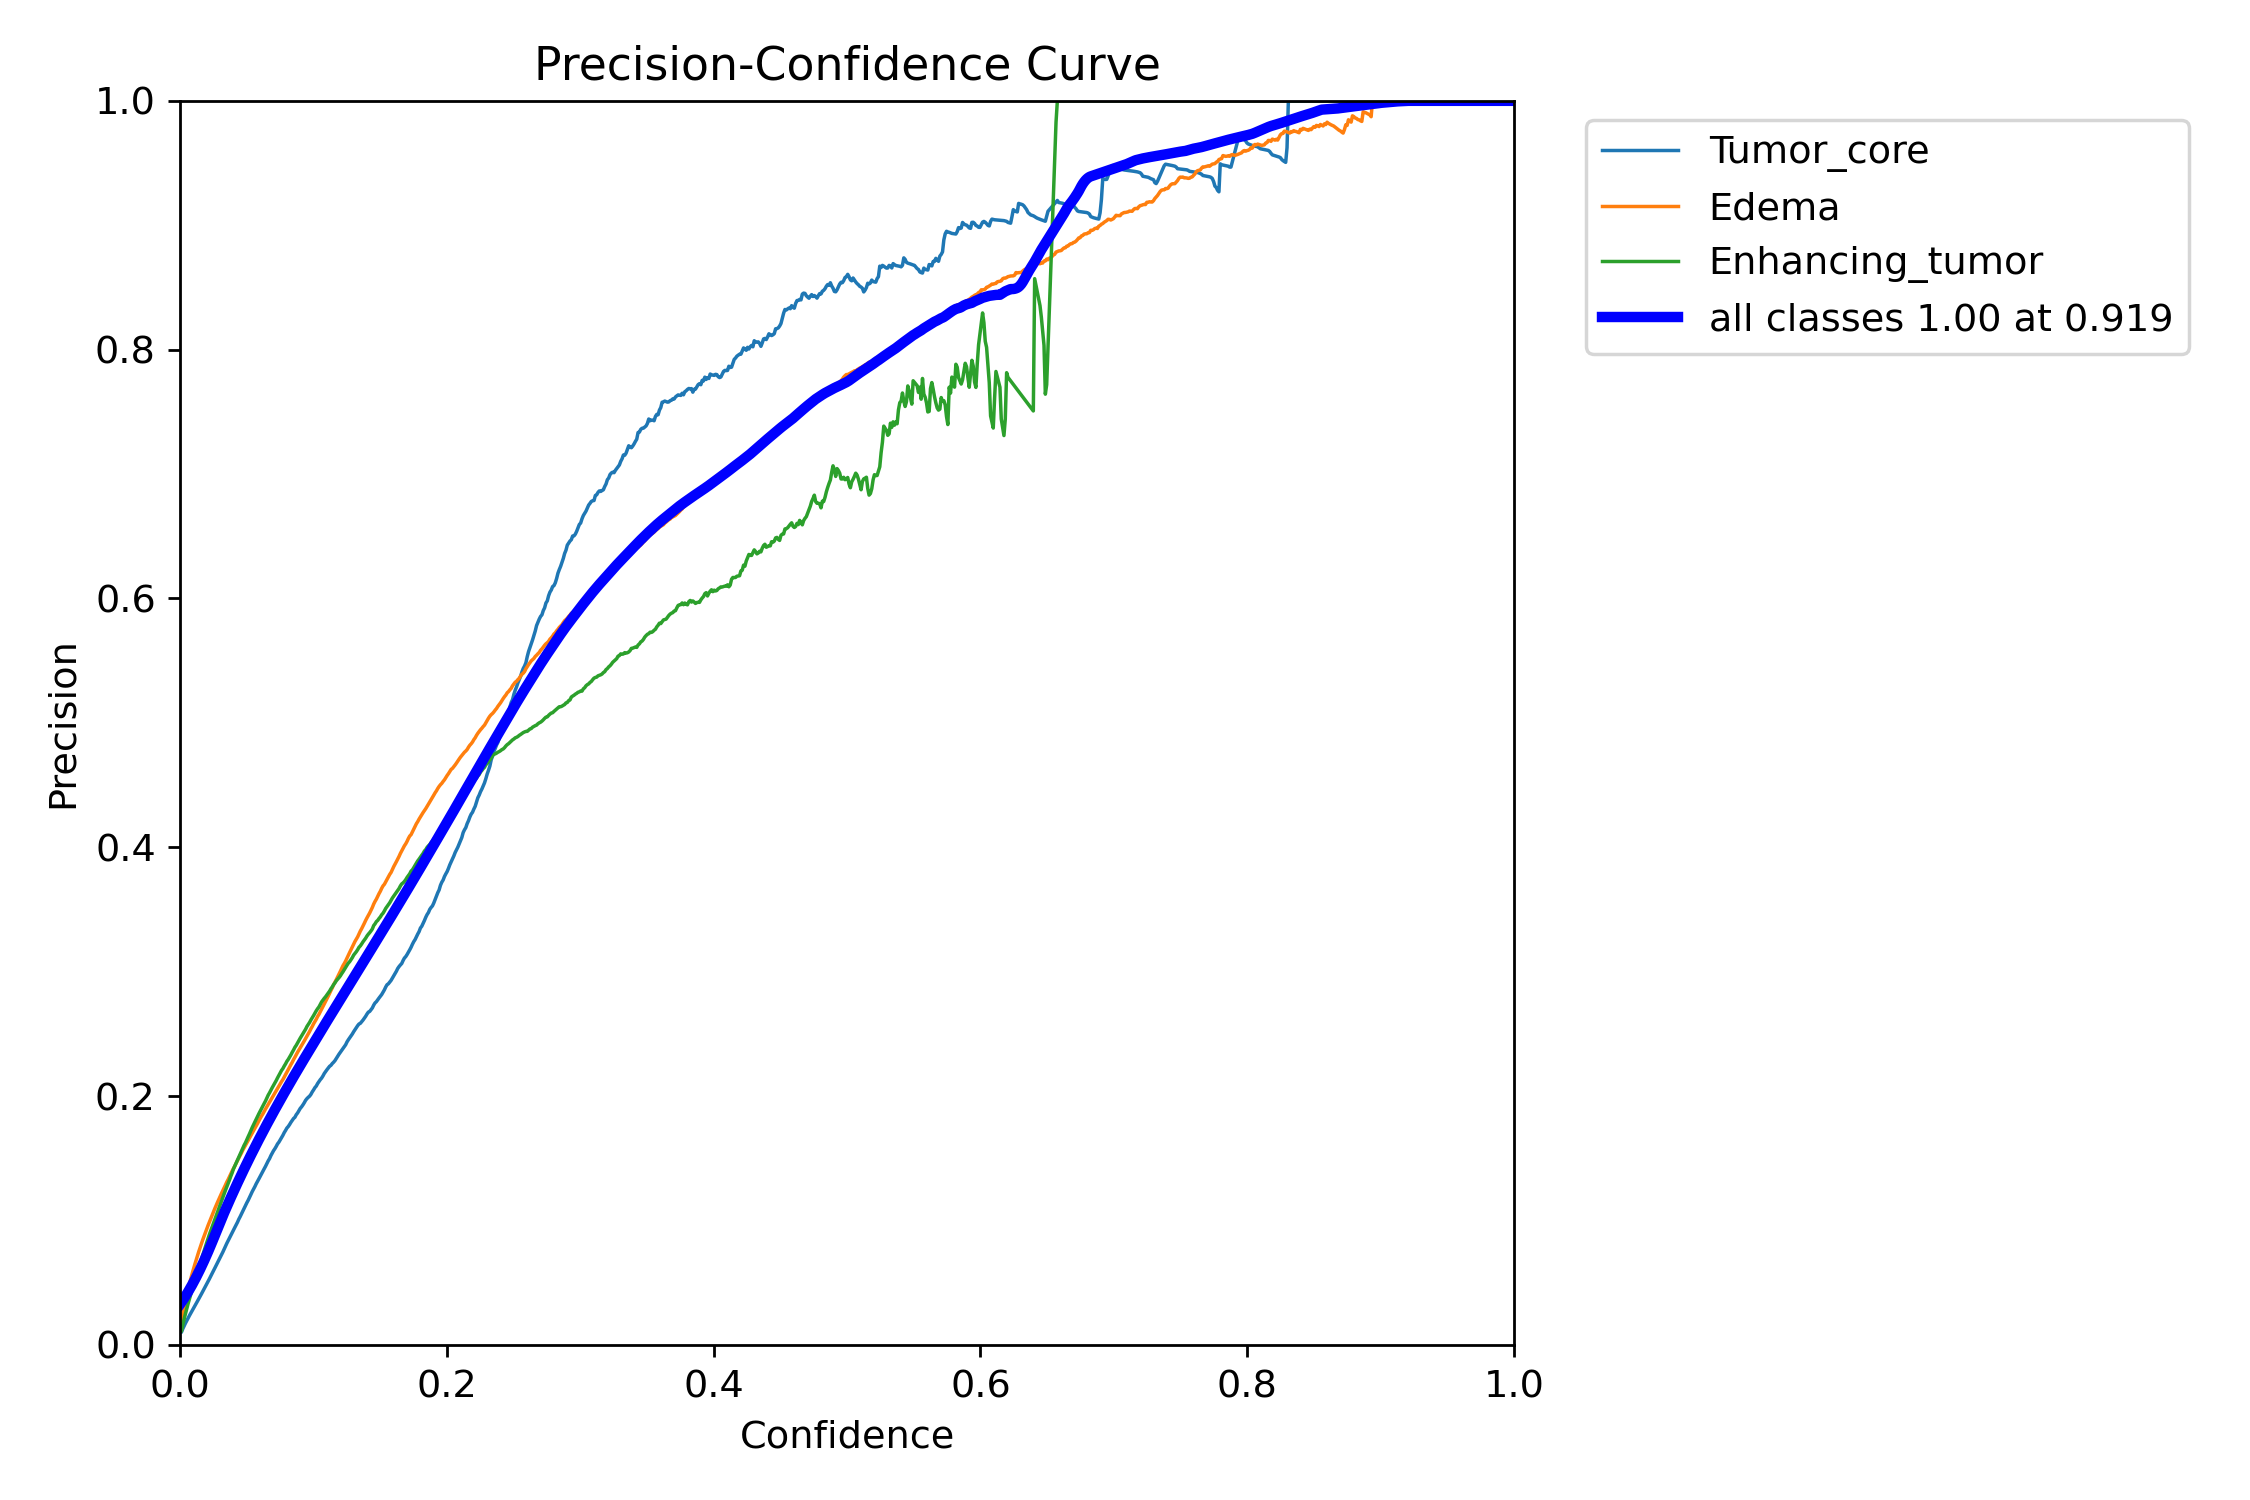 Precision-Confidence Curve
1.0
0.8
0.6
0.4
0.2
0.0
Precision
0.0 0.2 0.4 0.6 0.8 1.0
Confidence
Tumor_core
Edema
Enhancing_tumor
all classes 1.00 at 0.919